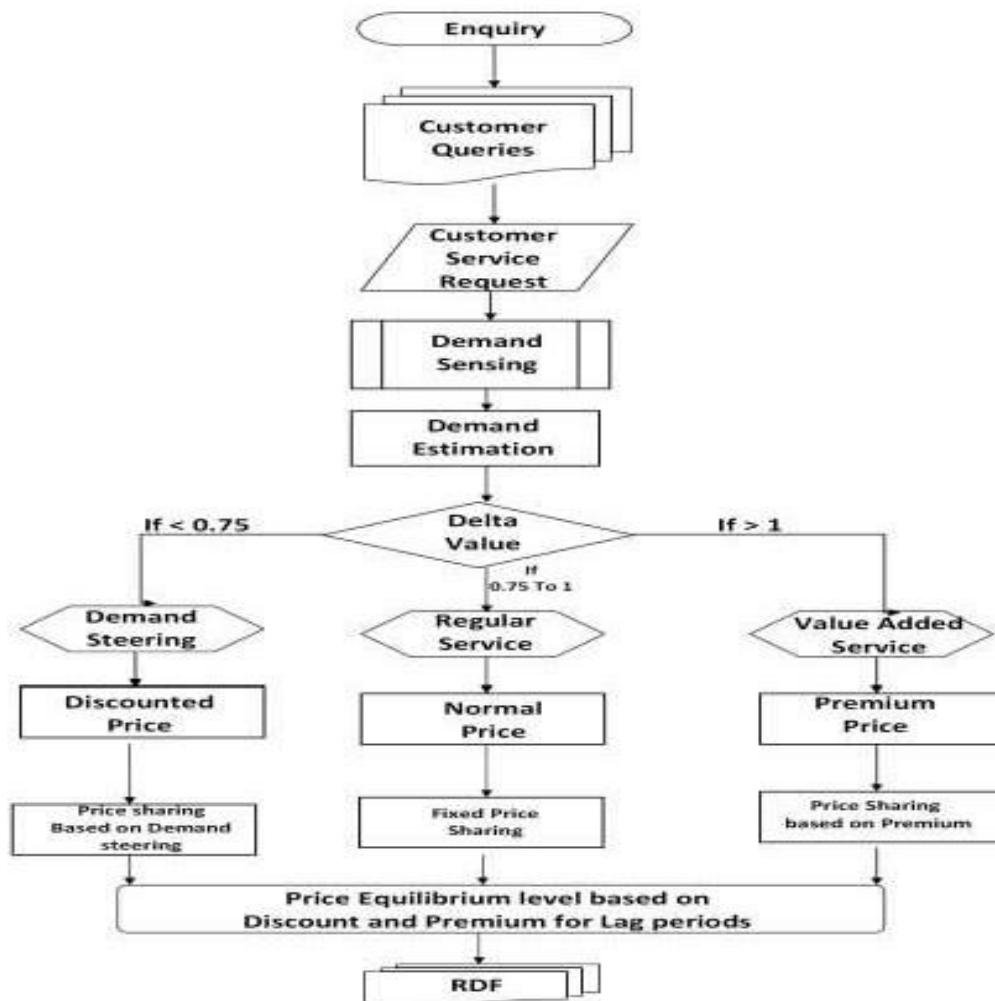 Enquiry
Customer
Queries
Customer
Service
Request
Demand
Sensing
Demand
Estimation
Delta
Value
If < 0.75
If > 1
If
0.75 To 1
Demand
Steering
Regular
Service
Value Added
Service
Discounted
Price
Normal
Price
Premium
Price
Price sharing
Based on Demand
steering
Fixed Price
Sharing
Price Sharing
based on Premium
Price Equilibrium level based on
Discount and Premium for Lag periods
RDF